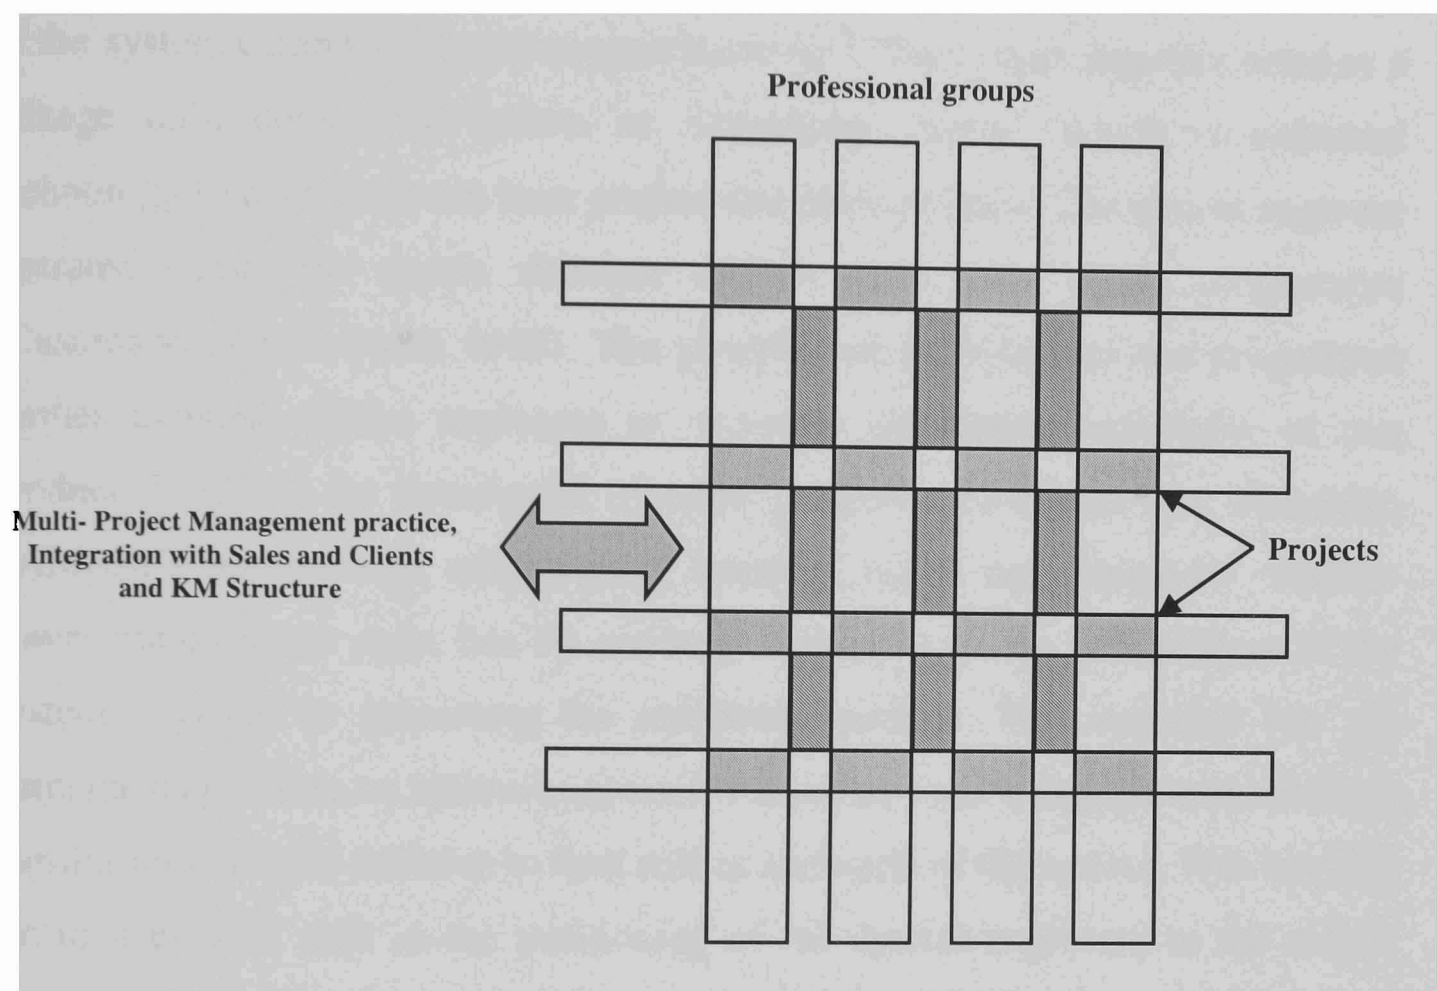 Professional groups
Multi- Project Management practice,
Integration with Sales and Clients
and KM Structure
Projects